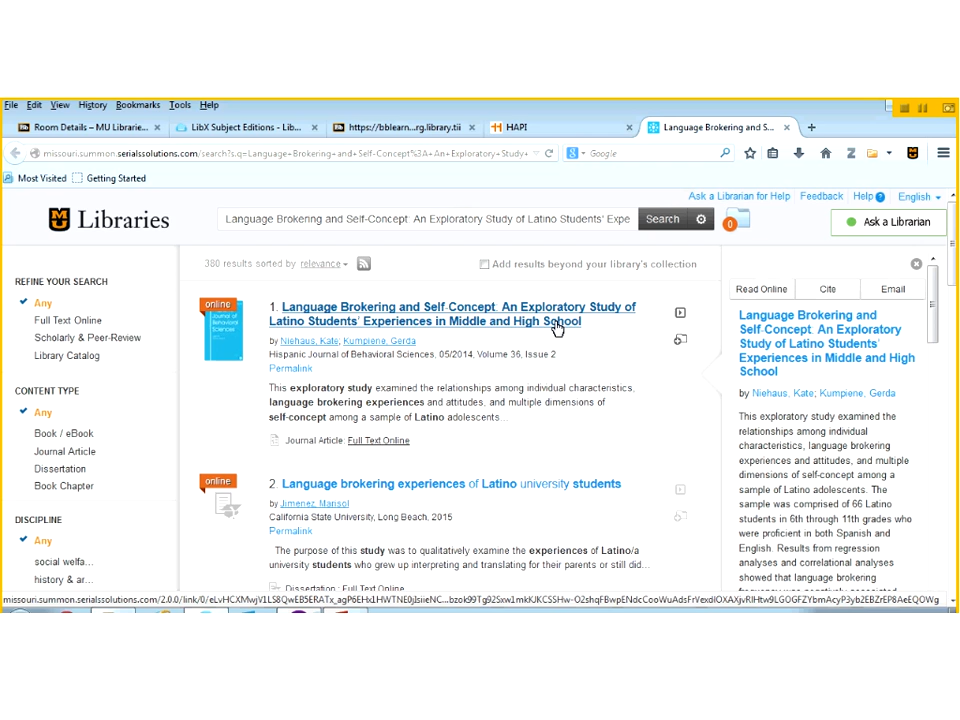 File Edit View History Bookmarks Tools Help
Room Details – MU Librarie... × LibX Subject Editions - Lib... × https://bblearn...rg.library.tii × HAPI × Language Brokering and S... × +
missouri.summon.serialssolutions.com/search?s.q=Language+Brokering+and+Self-Concept%3A+An+Exploratory+Study+ Google
Most Visited Getting Started
Ask a Librarian for Help Feedback Help ? English
MU Libraries
Language Brokering and Self-Concept: An Exploratory Study of Latino Students' Expe Search 0 Ask a Librarian
380 results sorted by relevance Add results beyond your library's collection
REFINE YOUR SEARCH
Any
Full Text Online
Scholarly & Peer-Review
Library Catalog
CONTENT TYPE
Any
Book / eBook
Journal Article
Dissertation
Book Chapter
DISCIPLINE
Any
social welfa...
history & ar...
online
1. Language Brokering and Self-Concept: An Exploratory Study of
Latino Students' Experiences in Middle and High School
by Niehaus, Kate; Kumpiene, Gerda
Hispanic Journal of Behavioral Sciences, 05/2014, Volume 36, Issue 2
Permalink
This exploratory study examined the relationships among individual characteristics,
language brokering experiences and attitudes, and multiple dimensions of
self-concept among a sample of Latino adolescents...
Journal Article: Full Text Online
online
2. Language brokering experiences of Latino university students
by Jimenez, Marisol
California State University, Long Beach, 2015
Permalink
The purpose of this study was to qualitatively examine the experiences of Latino/a
university students who grew up interpreting and translating for their parents or still did...
Dissertation : Full Text Online
Read Online Cite Email
Language Brokering and
Self-Concept: An Exploratory
Study of Latino Students'
Experiences in Middle and High
School
by Niehaus, Kate; Kumpiene, Gerda
This exploratory study examined the
relationships among individual
characteristics, language brokering
experiences and attitudes, and multiple
dimensions of self-concept among a
sample of Latino adolescents. The
sample was comprised of 66 Latino
students in 6th through 11th grades who
were proficient in both Spanish and
English. Results from regression
analyses and correlational analyses
showed that language brokering